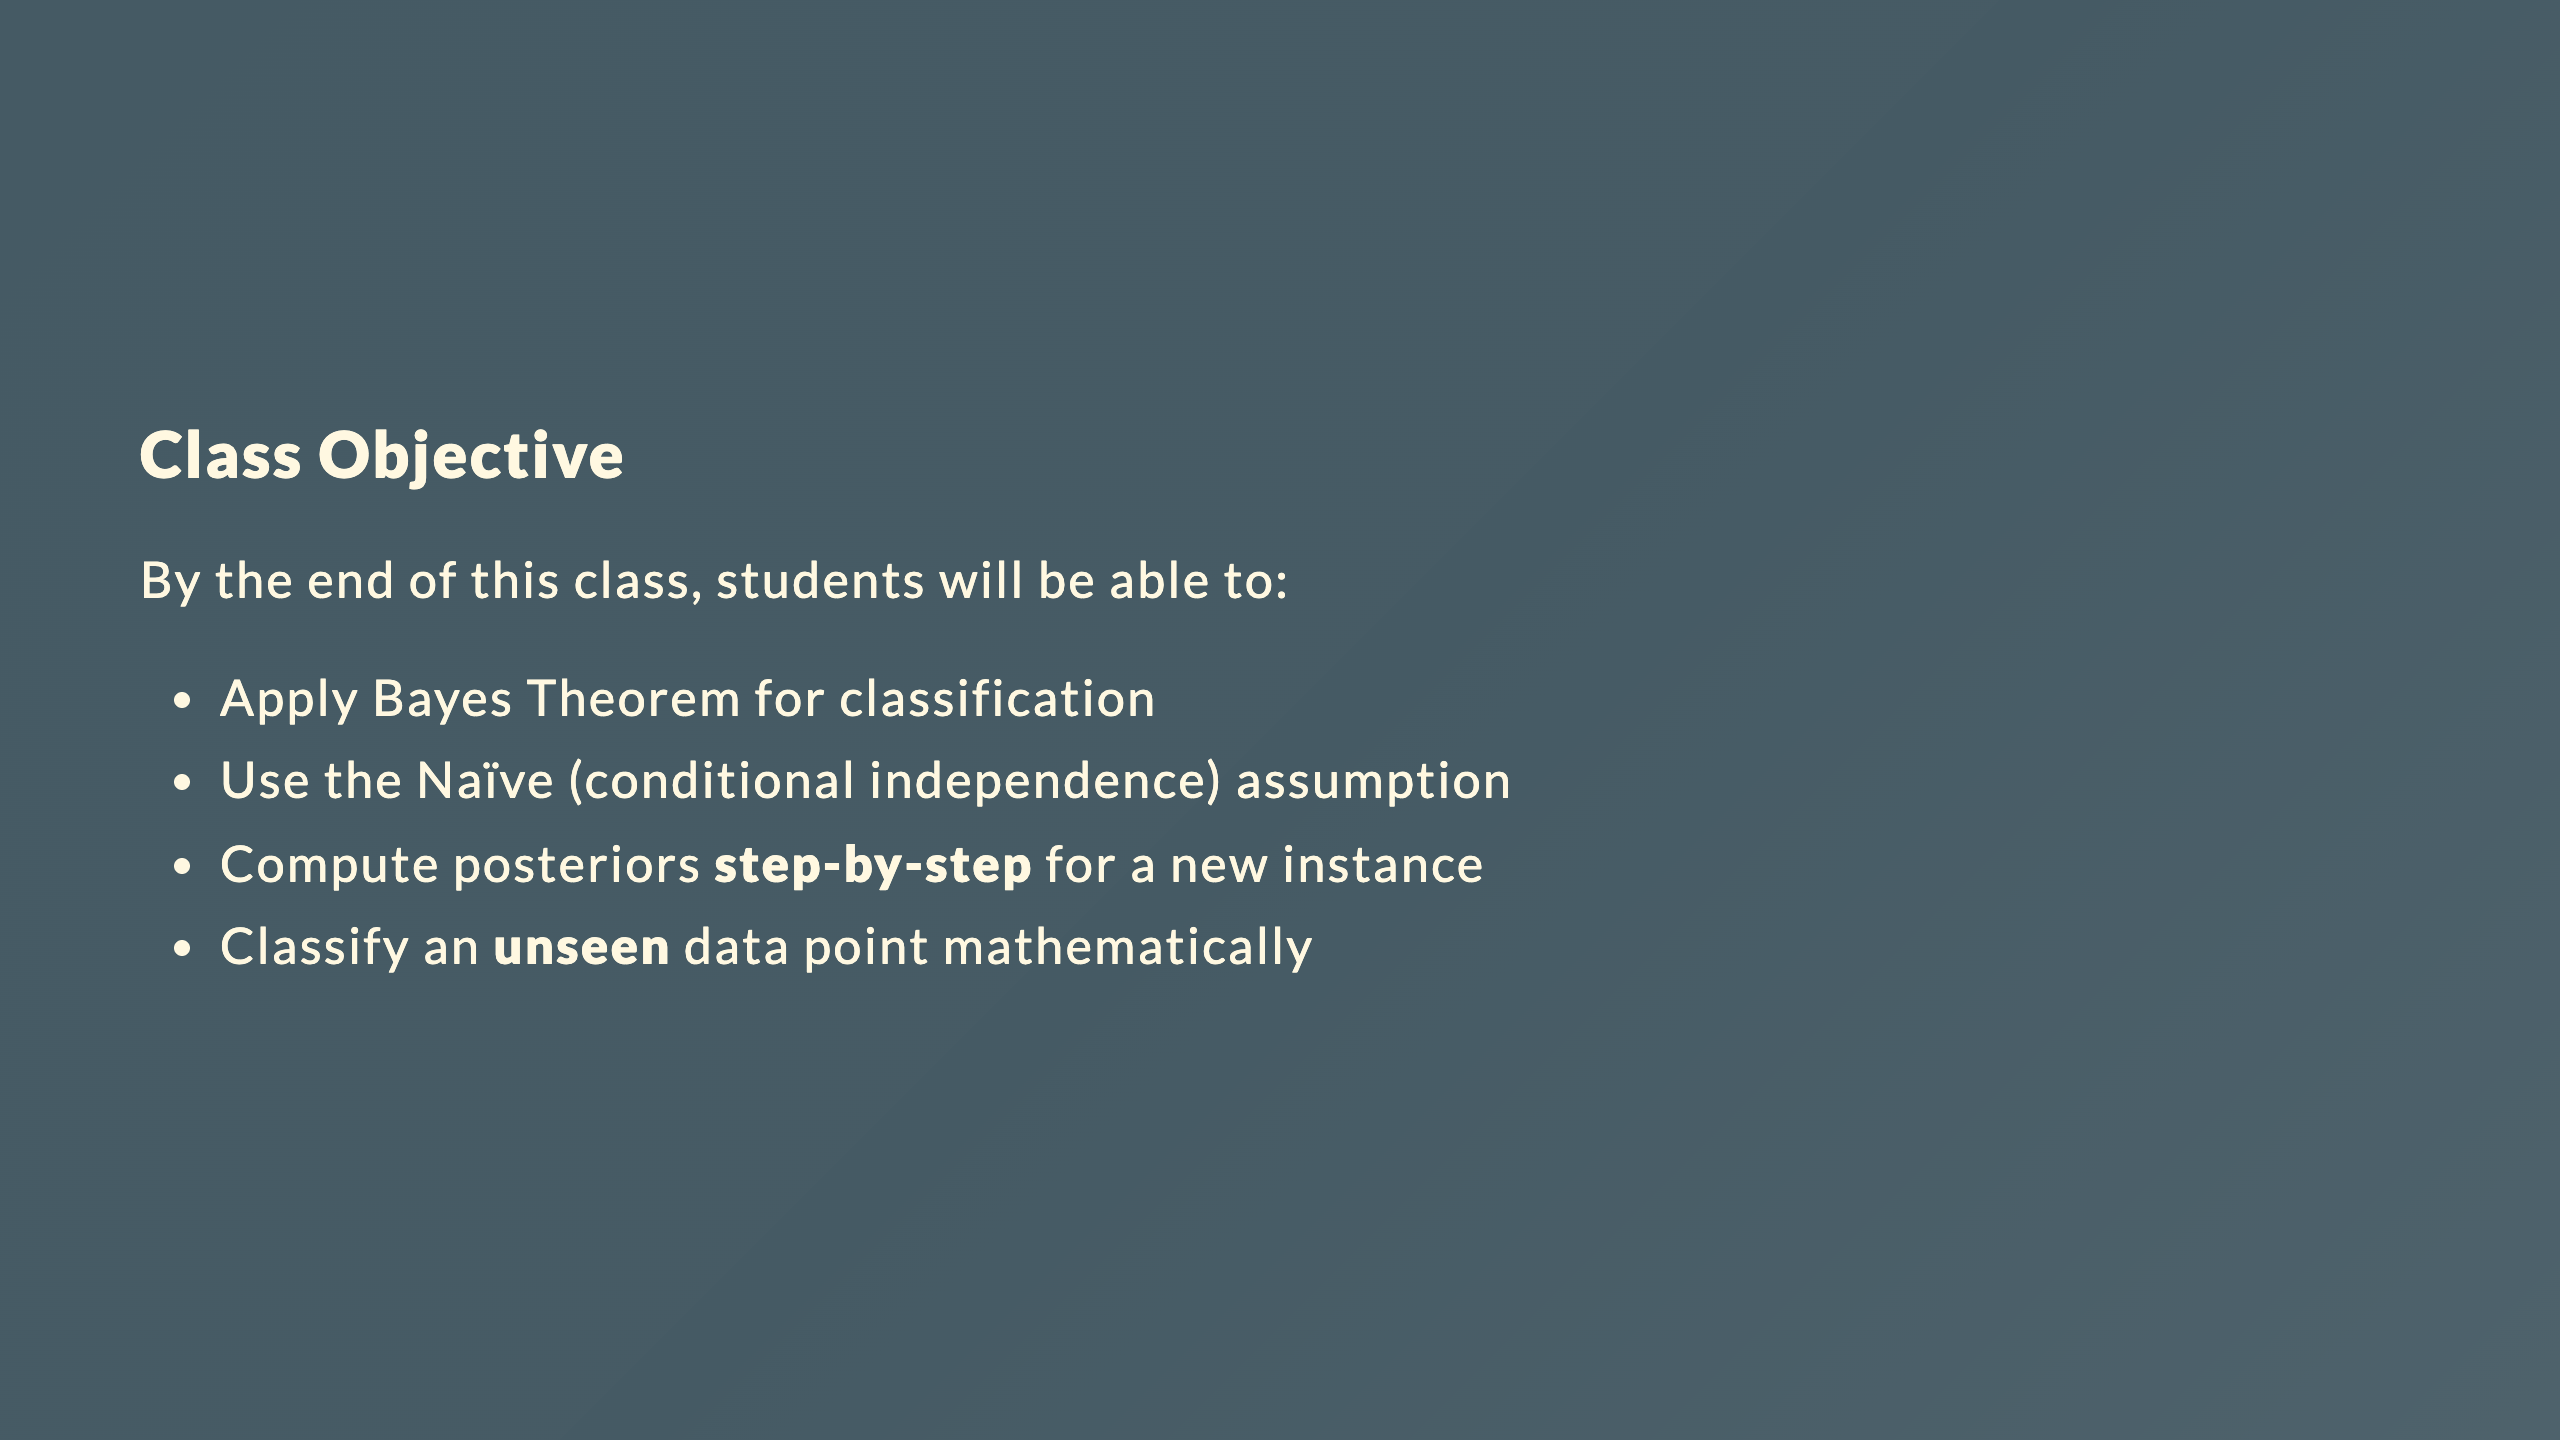 Class Objective
By the end of this class, students will be able to:
• Apply Bayes Theorem for classification
• Use the Naïve (conditional independence) assumption
• Compute posteriors step-by-step for a new instance
• Classify an unseen data point mathematically